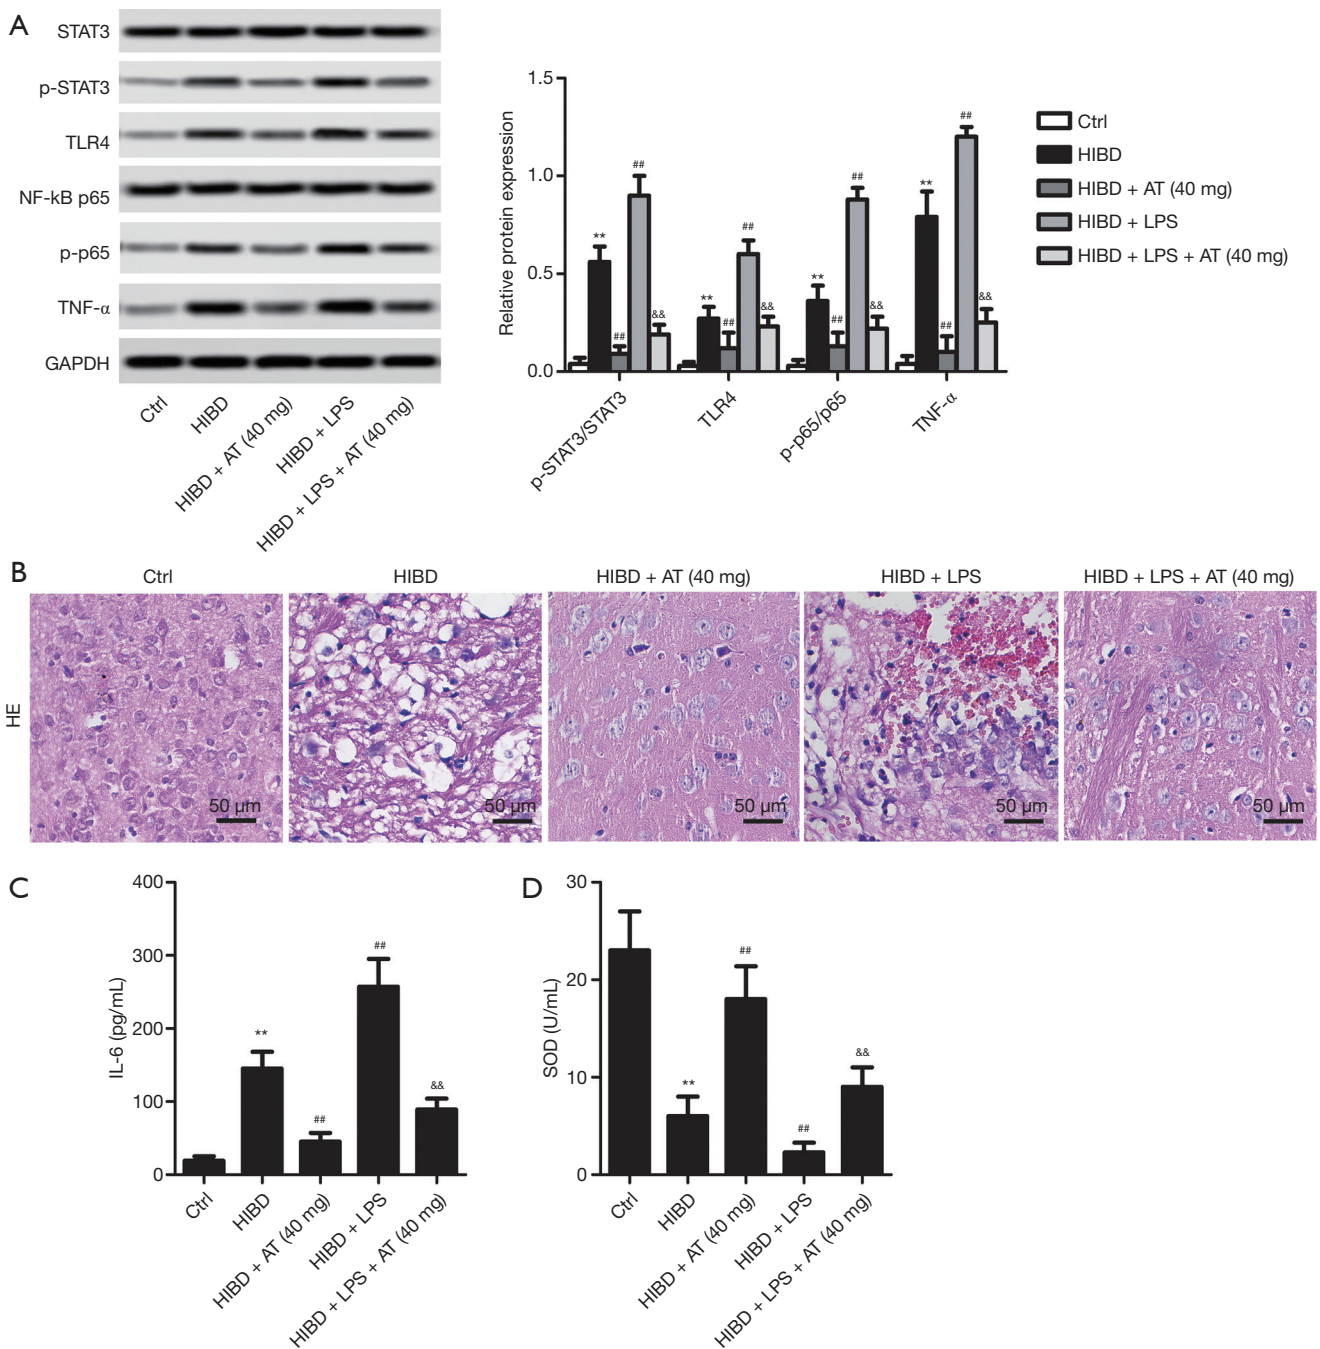 A
STAT3
p-STAT3
TLR4
NF-kB p65
p-p65
TNF-α
GAPDH
Ctrl
HIBD
HIBD + AT (40 mg)
HIBD + LPS
HIBD + LPS + AT (40 mg)
Relative protein expression
1.5
1.0
0.5
0.0
**
##
##
&&
**
##
##
&&
**
##
##
&&
**
##
##
&&
p-STAT3/STAT3
TLR4
p-p65/p65
TNF-α
Ctrl
HIBD
HIBD + AT (40 mg)
HIBD + LPS
HIBD + LPS + AT (40 mg)
B
Ctrl
HIBD
HIBD + AT (40 mg)
HIBD + LPS
HIBD + LPS + AT (40 mg)
HE
50 μm
50 μm
50 μm
50 μm
50 μm
C
IL-6 (pg/mL)
400
300
200
100
0
**
##
##
&&
Ctrl
HIBD
HIBD + AT (40 mg)
HIBD + LPS
HIBD + LPS + AT (40 mg)
D
SOD (U/mL)
30
20
10
0
**
##
##
&&
Ctrl
HIBD
HIBD + AT (40 mg)
HIBD + LPS
HIBD + LPS + AT (40 mg)